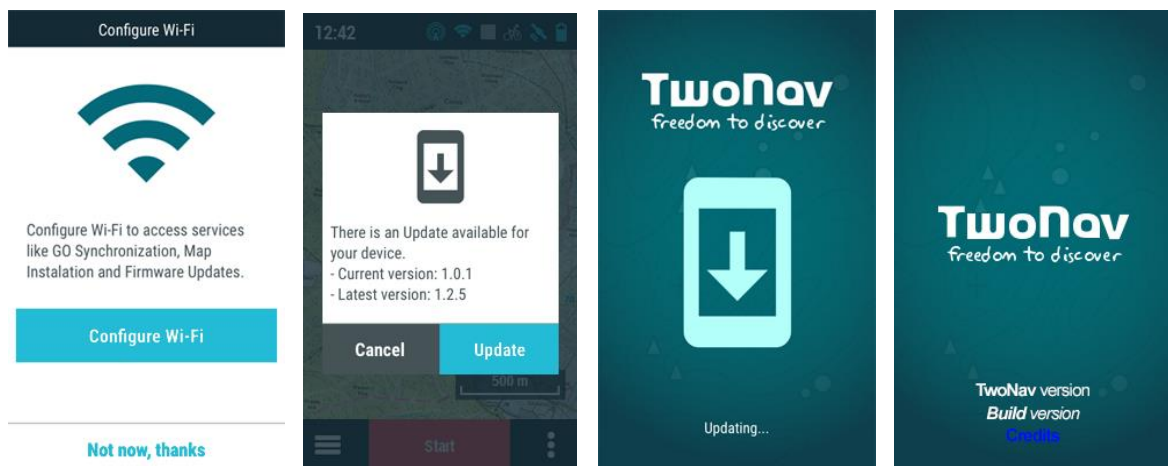 Configure Wi-Fi
Configure Wi-Fi to access services
like GO Synchronization, Map
Instalation and Firmware Updates.
Configure Wi-Fi
Not now, thanks
12:42
There is an Update available for
your device.
- Current version: 1.0.1
- Latest version: 1.2.5
Cancel
Update
500 m
Start
TwoNav
freedom to discover
Updating...
TwoNav
freedom to discover
TwoNav version
Build version
Credits